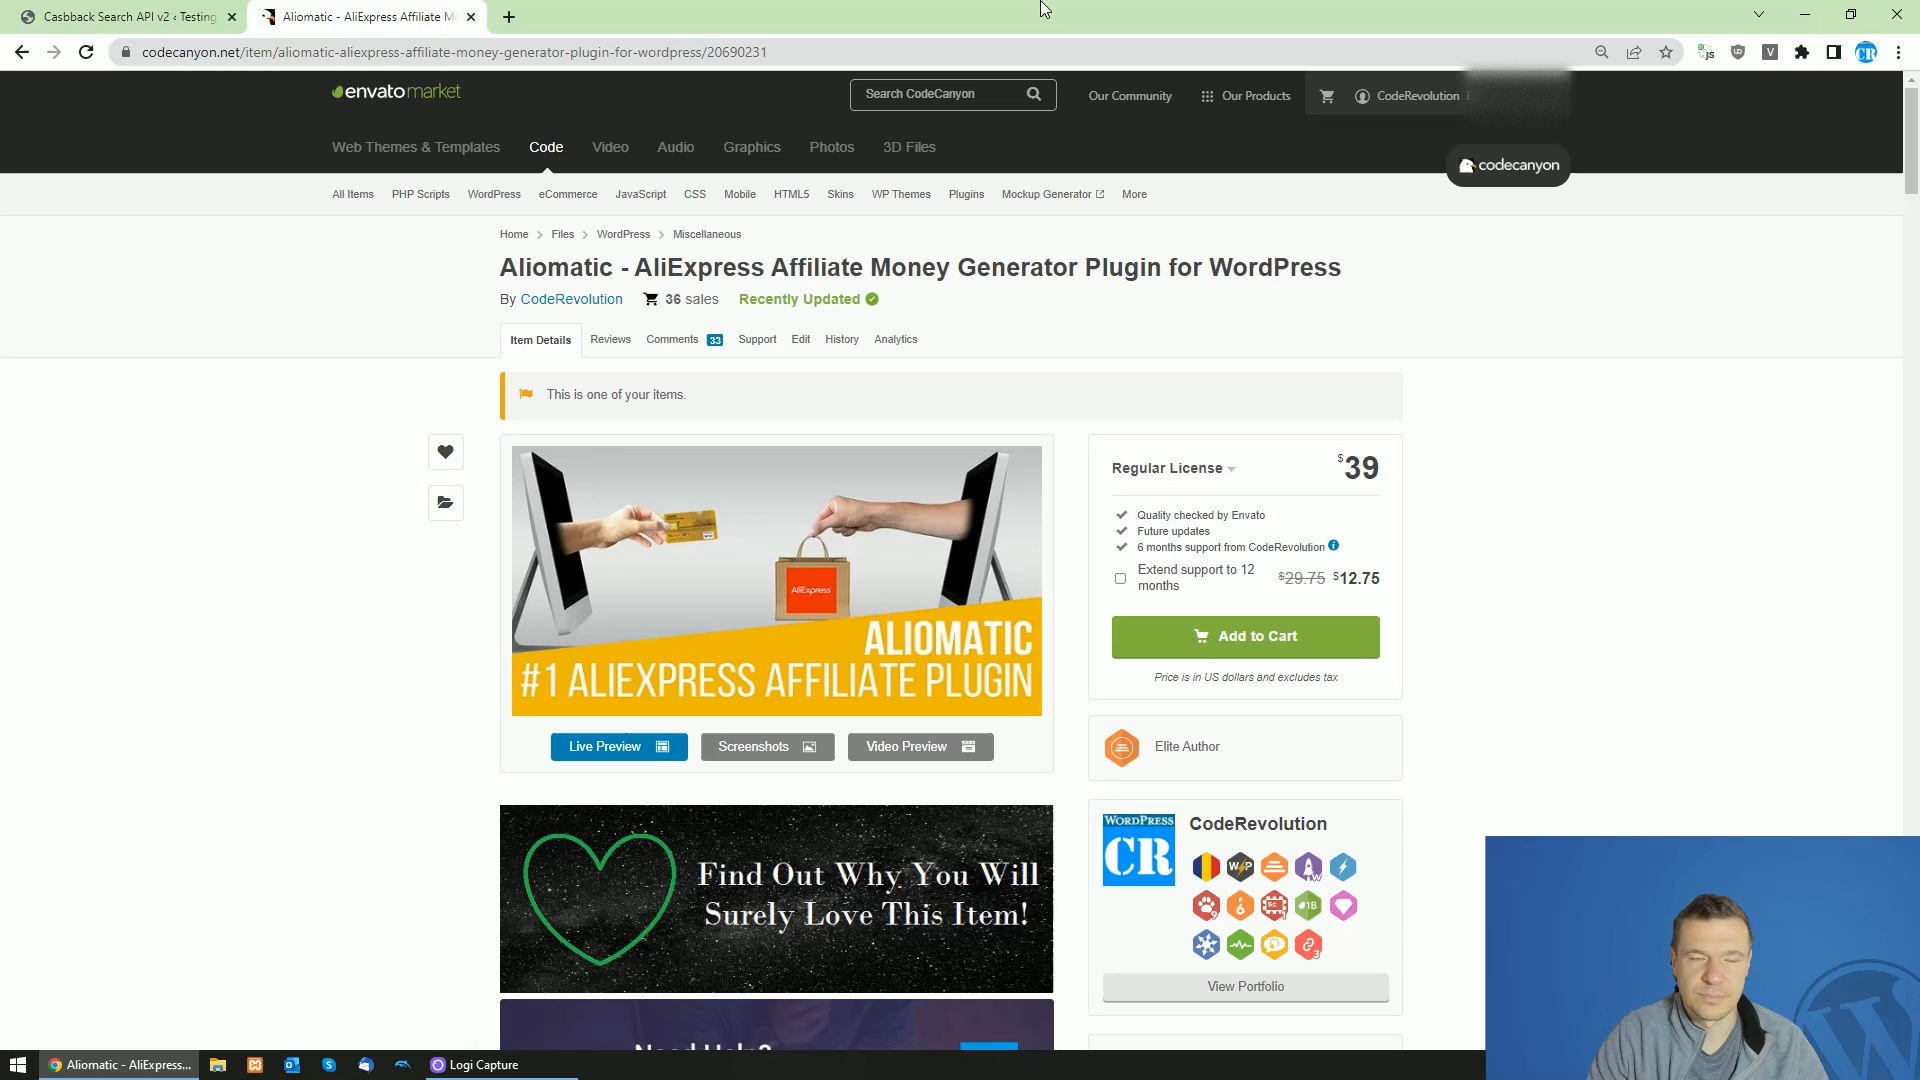 Casbback Search API v2 ‹ Testing
Aliomatic - AliExpress Affiliate M
codecanyon.net/item/aliomatic-aliexpress-affiliate-money-generator-plugin-for-wordpress/20690231
envato market
Search CodeCanyon
Our Community
Our Products
CodeRevolution
Web Themes & Templates
Code
Video
Audio
Graphics
Photos
3D Files
codecanyon
All Items
PHP Scripts
WordPress
eCommerce
JavaScript
CSS
Mobile
HTML5
Skins
WP Themes
Plugins
Mockup Generator
More
Home
Files
WordPress
Miscellaneous
Aliomatic - AliExpress Affiliate Money Generator Plugin for WordPress
By CodeRevolution
36 sales
Recently Updated
Item Details
Reviews
Comments 33
Support
Edit
History
Analytics
This is one of your items.
AliExpress
ALIOMATIC
#1 ALIEXPRESS AFFILIATE PLUGIN
Live Preview
Screenshots
Video Preview
Regular License
$39
Quality checked by Envato
Future updates
6 months support from CodeRevolution
Extend support to 12
months
$29.75 $12.75
Add to Cart
Price is in US dollars and excludes tax
Elite Author
WORDPRESS
CR
CodeRevolution
View Portfolio
Find Out Why You Will
Surely Love This Item!
Need Help?
Aliomatic - AliExpress...
Logi Capture